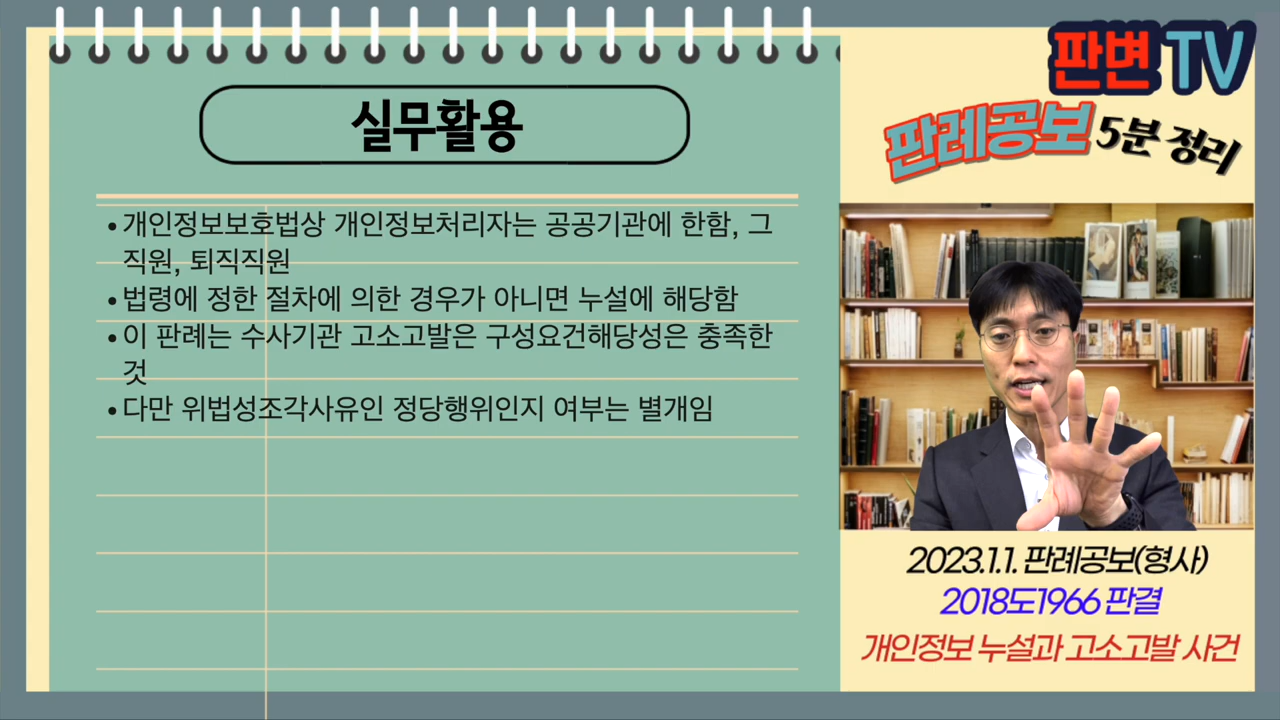 실무활용
• 개인정보보호법상 개인정보처리자는 공공기관에 한함, 그
직원, 퇴직직원
• 법령에 정한 절차에 의한 경우가 아니면 누설에 해당함
• 이 판례는 수사기관 고소고발은 구성요건해당성은 충족한
것
• 다만 위법성조각사유인 정당행위인지 여부는 별개임
판변 TV
판례공보 5분 정리
2023.1.1. 판례공보(형사)
2018도1966 판결
개인정보 누설과 고소고발 사건